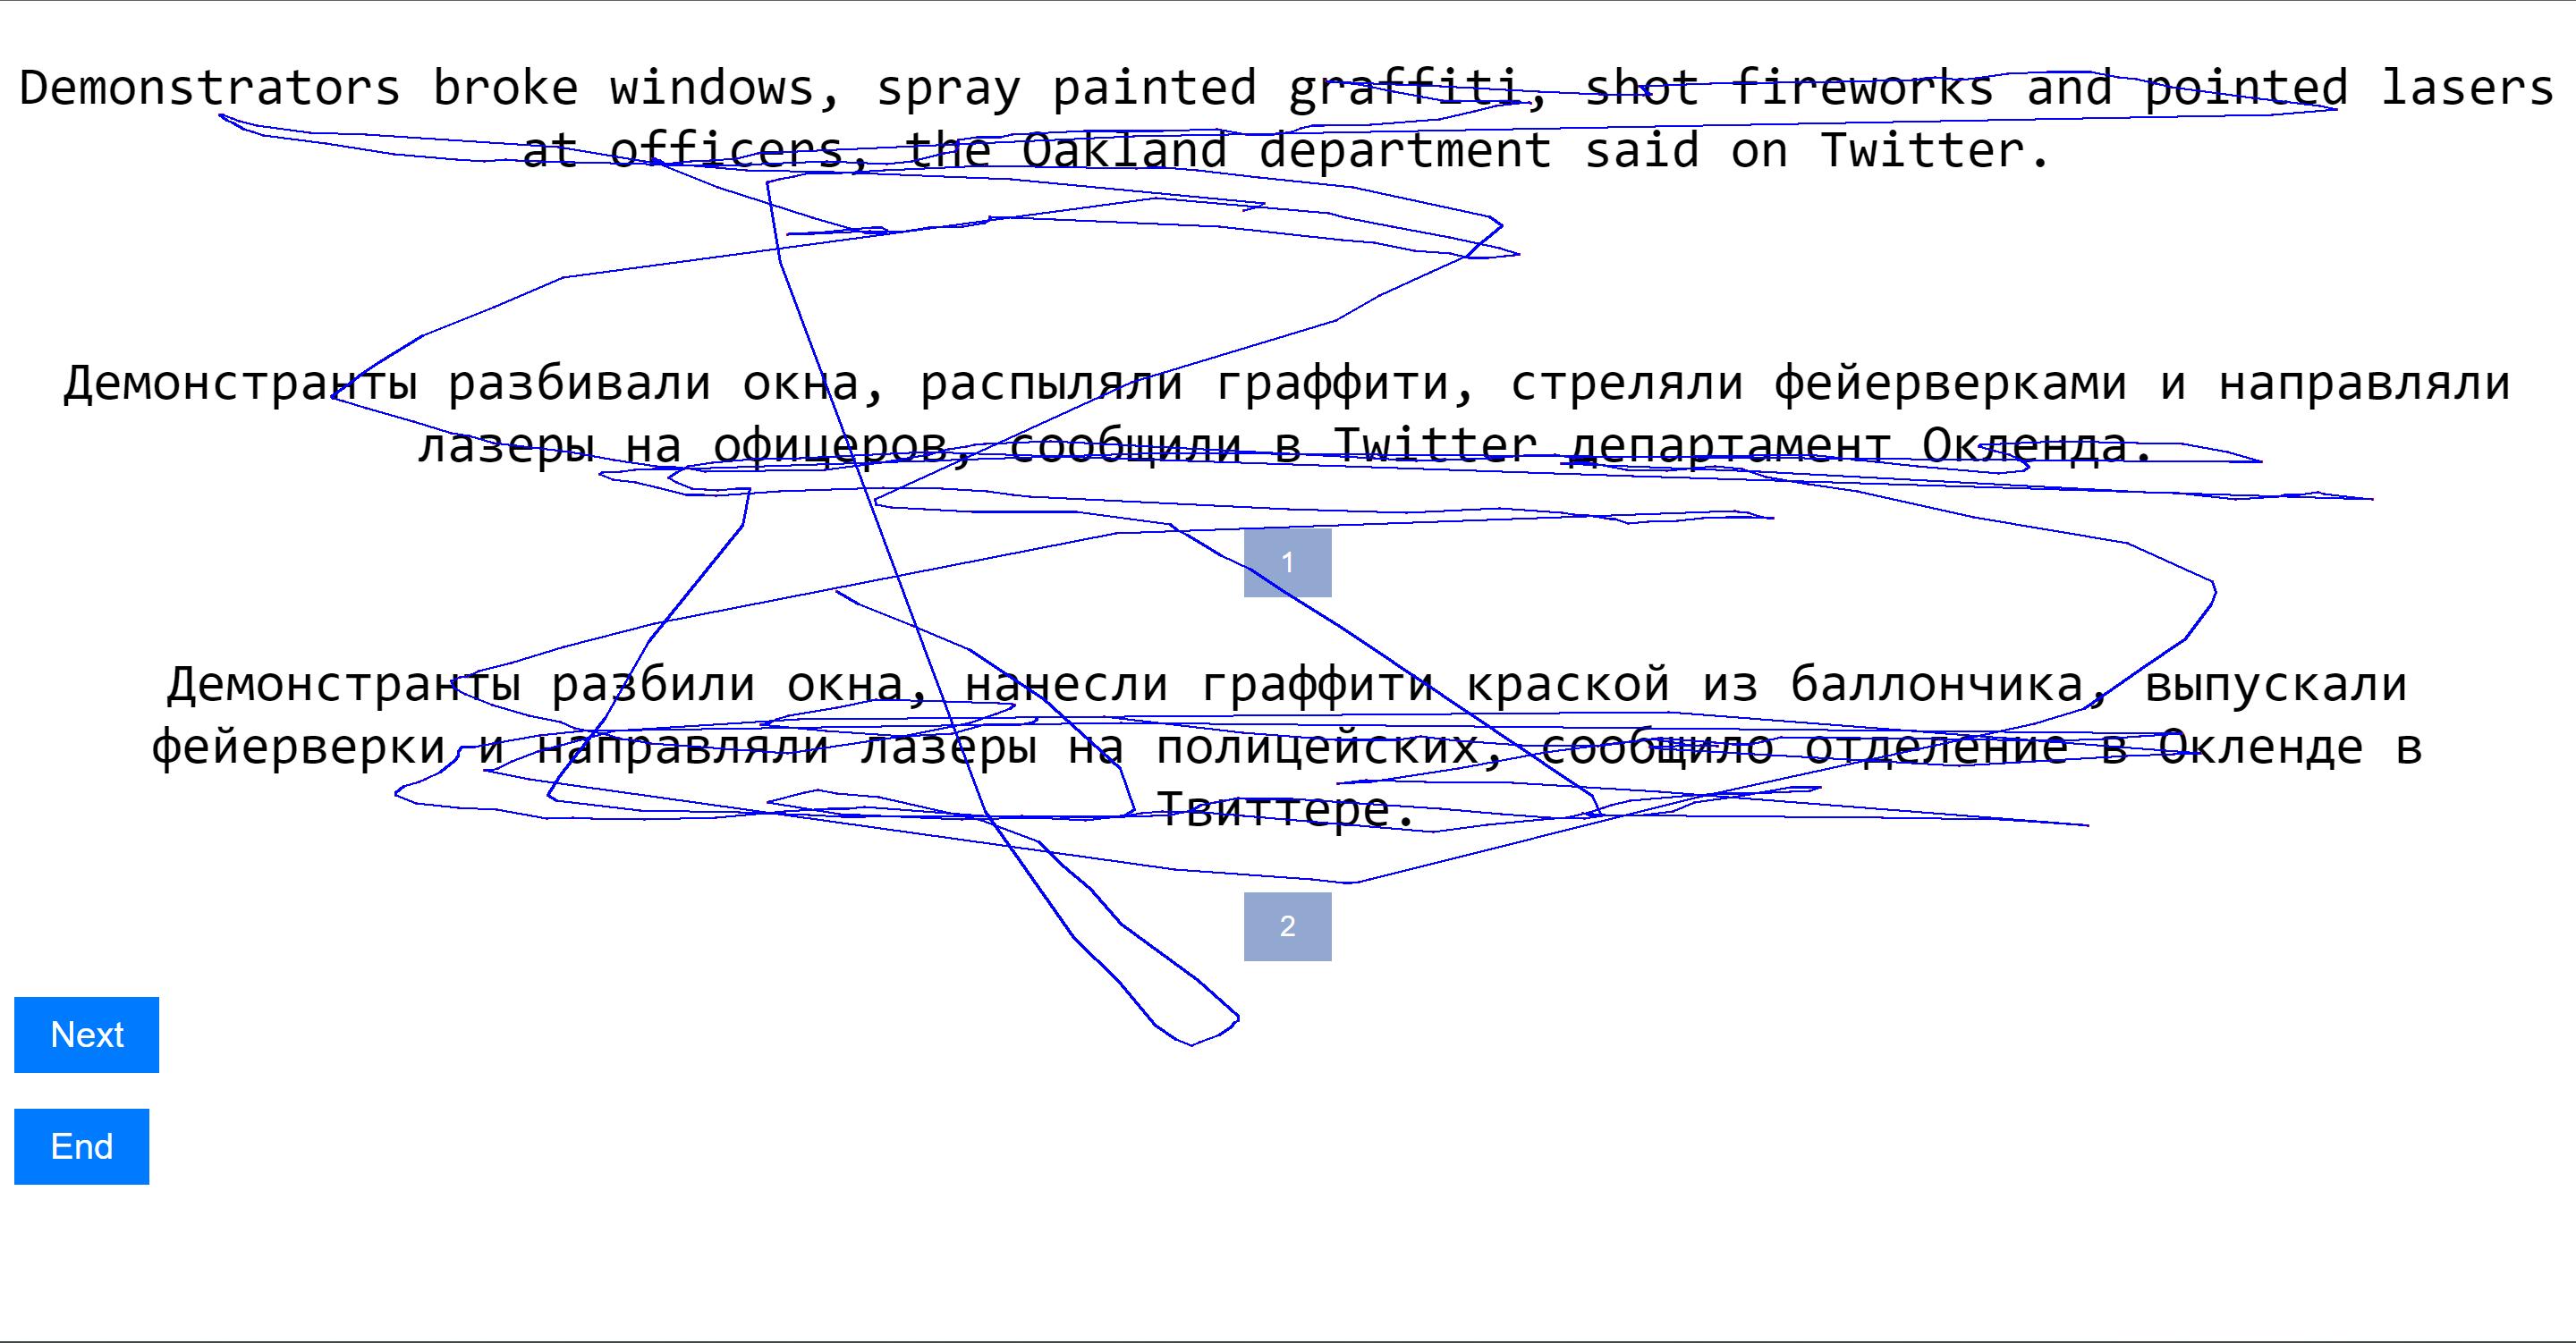 Demonstrators broke windows, spray painted graffiti, shot fireworks and pointed lasers
at officers, the Oakland department said on Twitter.
Демонстранты разбивали окна, распыляли граффити, стреляли фейерверками и направляли
лазеры на офицеров, сообщили в Twitter департамент Окленда.
1
Демонстранты разбили окна, нанесли граффити краской из баллончика, выпускали
фейерверки и направляли лазеры на полицейских, сообщило отделение в Окленде в
Твиттере.
2
Next
End